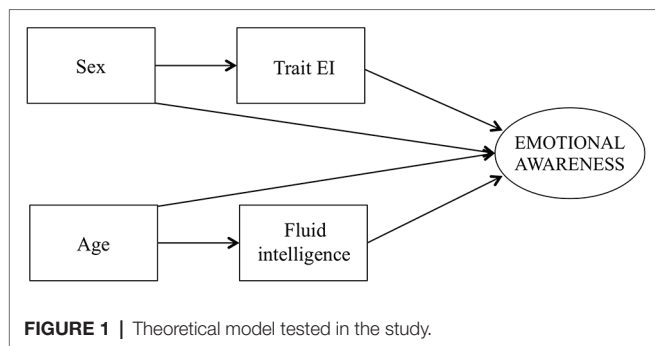 Sex
Trait EI
EMOTIONAL
AWARENESS
Age
Fluid
intelligence
FIGURE 1 | Theoretical model tested in the study.